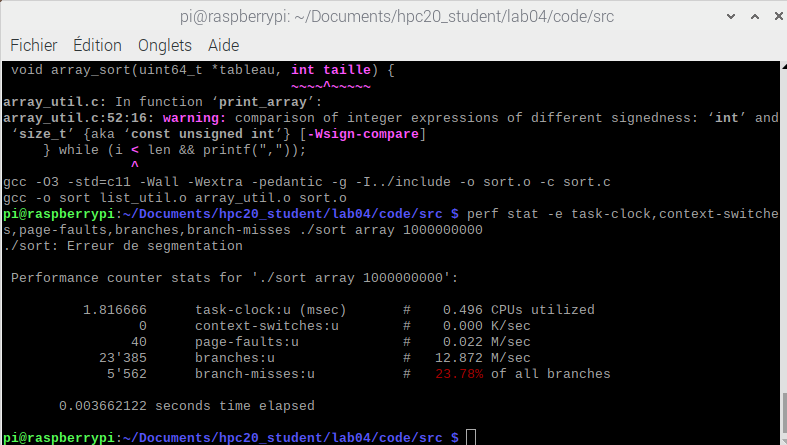 pi@raspberrypi: ~/Documents/hpc20_student/lab04/code/src
Fichier Édition Onglets Aide
void array_sort(uint64_t *tableau, int taille) {
~~~~^~~~~~
array_util.c: In function ‘print_array’:
array_util.c:52:16: warning: comparison of integer expressions of different signedness: ‘int’ and
‘size_t’ {aka ‘const unsigned int’} [-Wsign-compare]
} while (i < len && printf(","));
^
gcc -O3 -std=c11 -Wall -Wextra -pedantic -g -I../include -o sort.o -c sort.c
gcc -o sort list_util.o array_util.o sort.o
pi@raspberrypi:~/Documents/hpc20_student/lab04/code/src $ perf stat -e task-clock,context-switche
s,page-faults,branches,branch-misses ./sort array 1000000000
./sort: Erreur de segmentation
Performance counter stats for './sort array 1000000000':
1.816666 task-clock:u (msec) # 0.496 CPUs utilized
0 context-switches:u # 0.000 K/sec
40 page-faults:u # 0.022 M/sec
23'385 branches:u # 12.872 M/sec
5'562 branch-misses:u # 23.78% of all branches
0.003662122 seconds time elapsed
pi@raspberrypi:~/Documents/hpc20_student/lab04/code/src $